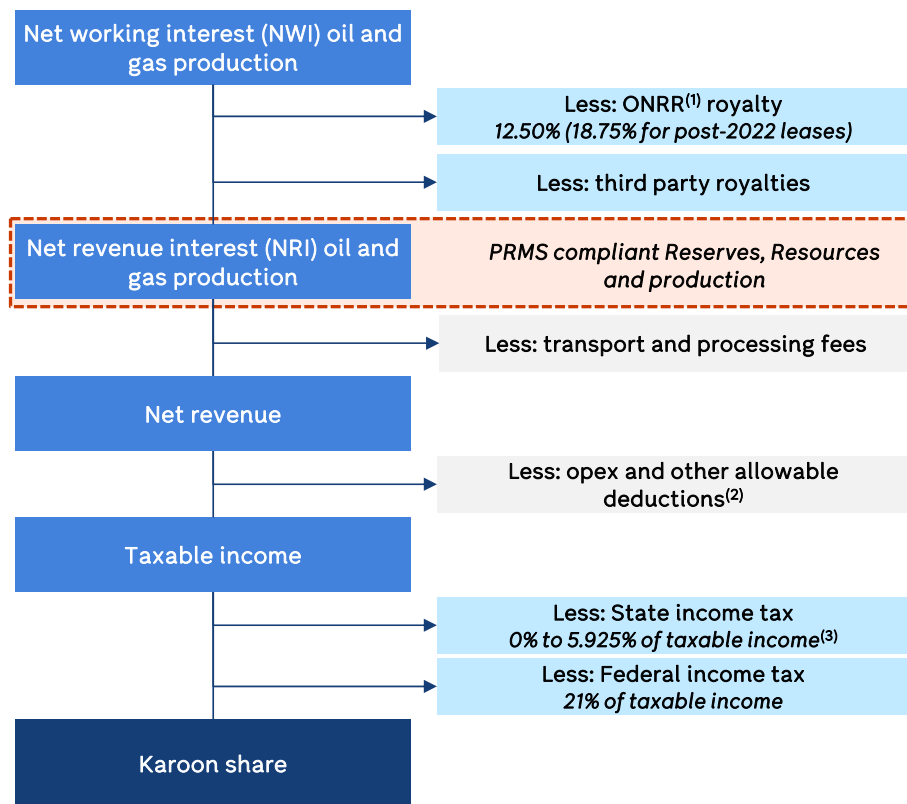 Net working interest (NWI) oil and
gas production
Less: ONRR(1) royalty
12.50% (18.75% for post-2022 leases)
Less: third party royalties
Net revenue interest (NRI) oil and
gas production
PRMS compliant Reserves, Resources
and production
Less: transport and processing fees
Net revenue
Less: opex and other allowable
deductions(2)
Taxable income
Less: State income tax
0% to 5.925% of taxable income(3)
Less: Federal income tax
21% of taxable income
Karoon share